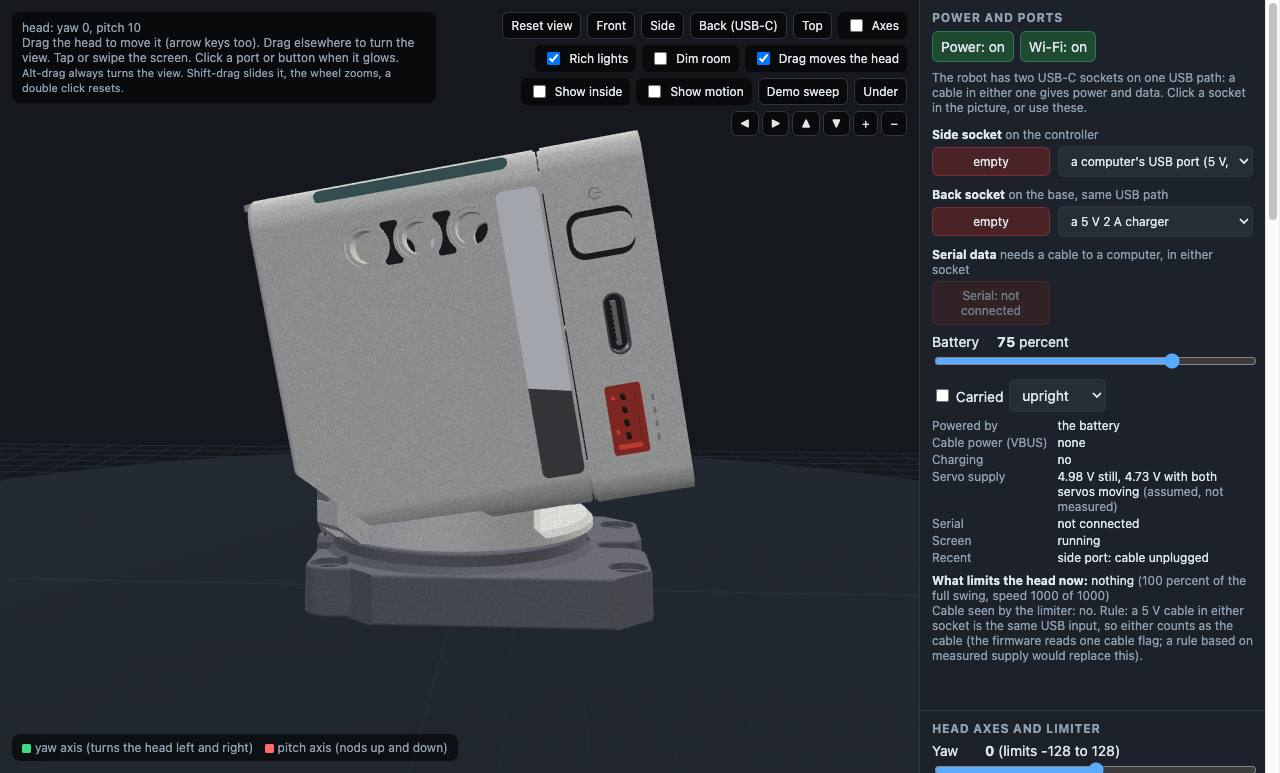 head: yaw 0, pitch 10
Drag the head to move it (arrow keys too). Drag elsewhere to turn the
view. Tap or swipe the screen. Click a port or button when it glows.
Alt-drag always turns the view. Shift-drag slides it, the wheel zooms, a
double click resets.
Reset view Front Side Back (USB-C) Top Axes
Rich lights Dim room Drag moves the head
Show inside Show motion Demo sweep Under
◄ ► ▲ ▼ + −
yaw axis (turns the head left and right) pitch axis (nods up and down)
POWER AND PORTS
Power: on Wi-Fi: on
The robot has two USB-C sockets on one USB path: a
cable in either one gives power and data. Click a socket
in the picture, or use these.
Side socket on the controller
empty a computer's USB port (5 V,
Back socket on the base, same USB path
empty a 5 V 2 A charger
Serial data needs a cable to a computer, in either
socket
Serial: not
connected
Battery 75 percent
Carried upright
Powered by the battery
Cable power (VBUS) none
Charging no
Servo supply 4.98 V still, 4.73 V with both
servos moving (assumed, not
measured)
Serial not connected
Screen running
Recent side port: cable unplugged
What limits the head now: nothing (100 percent of the
full swing, speed 1000 of 1000)
Cable seen by the limiter: no. Rule: a 5 V cable in either
socket is the same USB input, so either counts as the
cable (the firmware reads one cable flag; a rule based on
measured supply would replace this).
HEAD AXES AND LIMITER
Yaw 0 (limits -128 to 128)